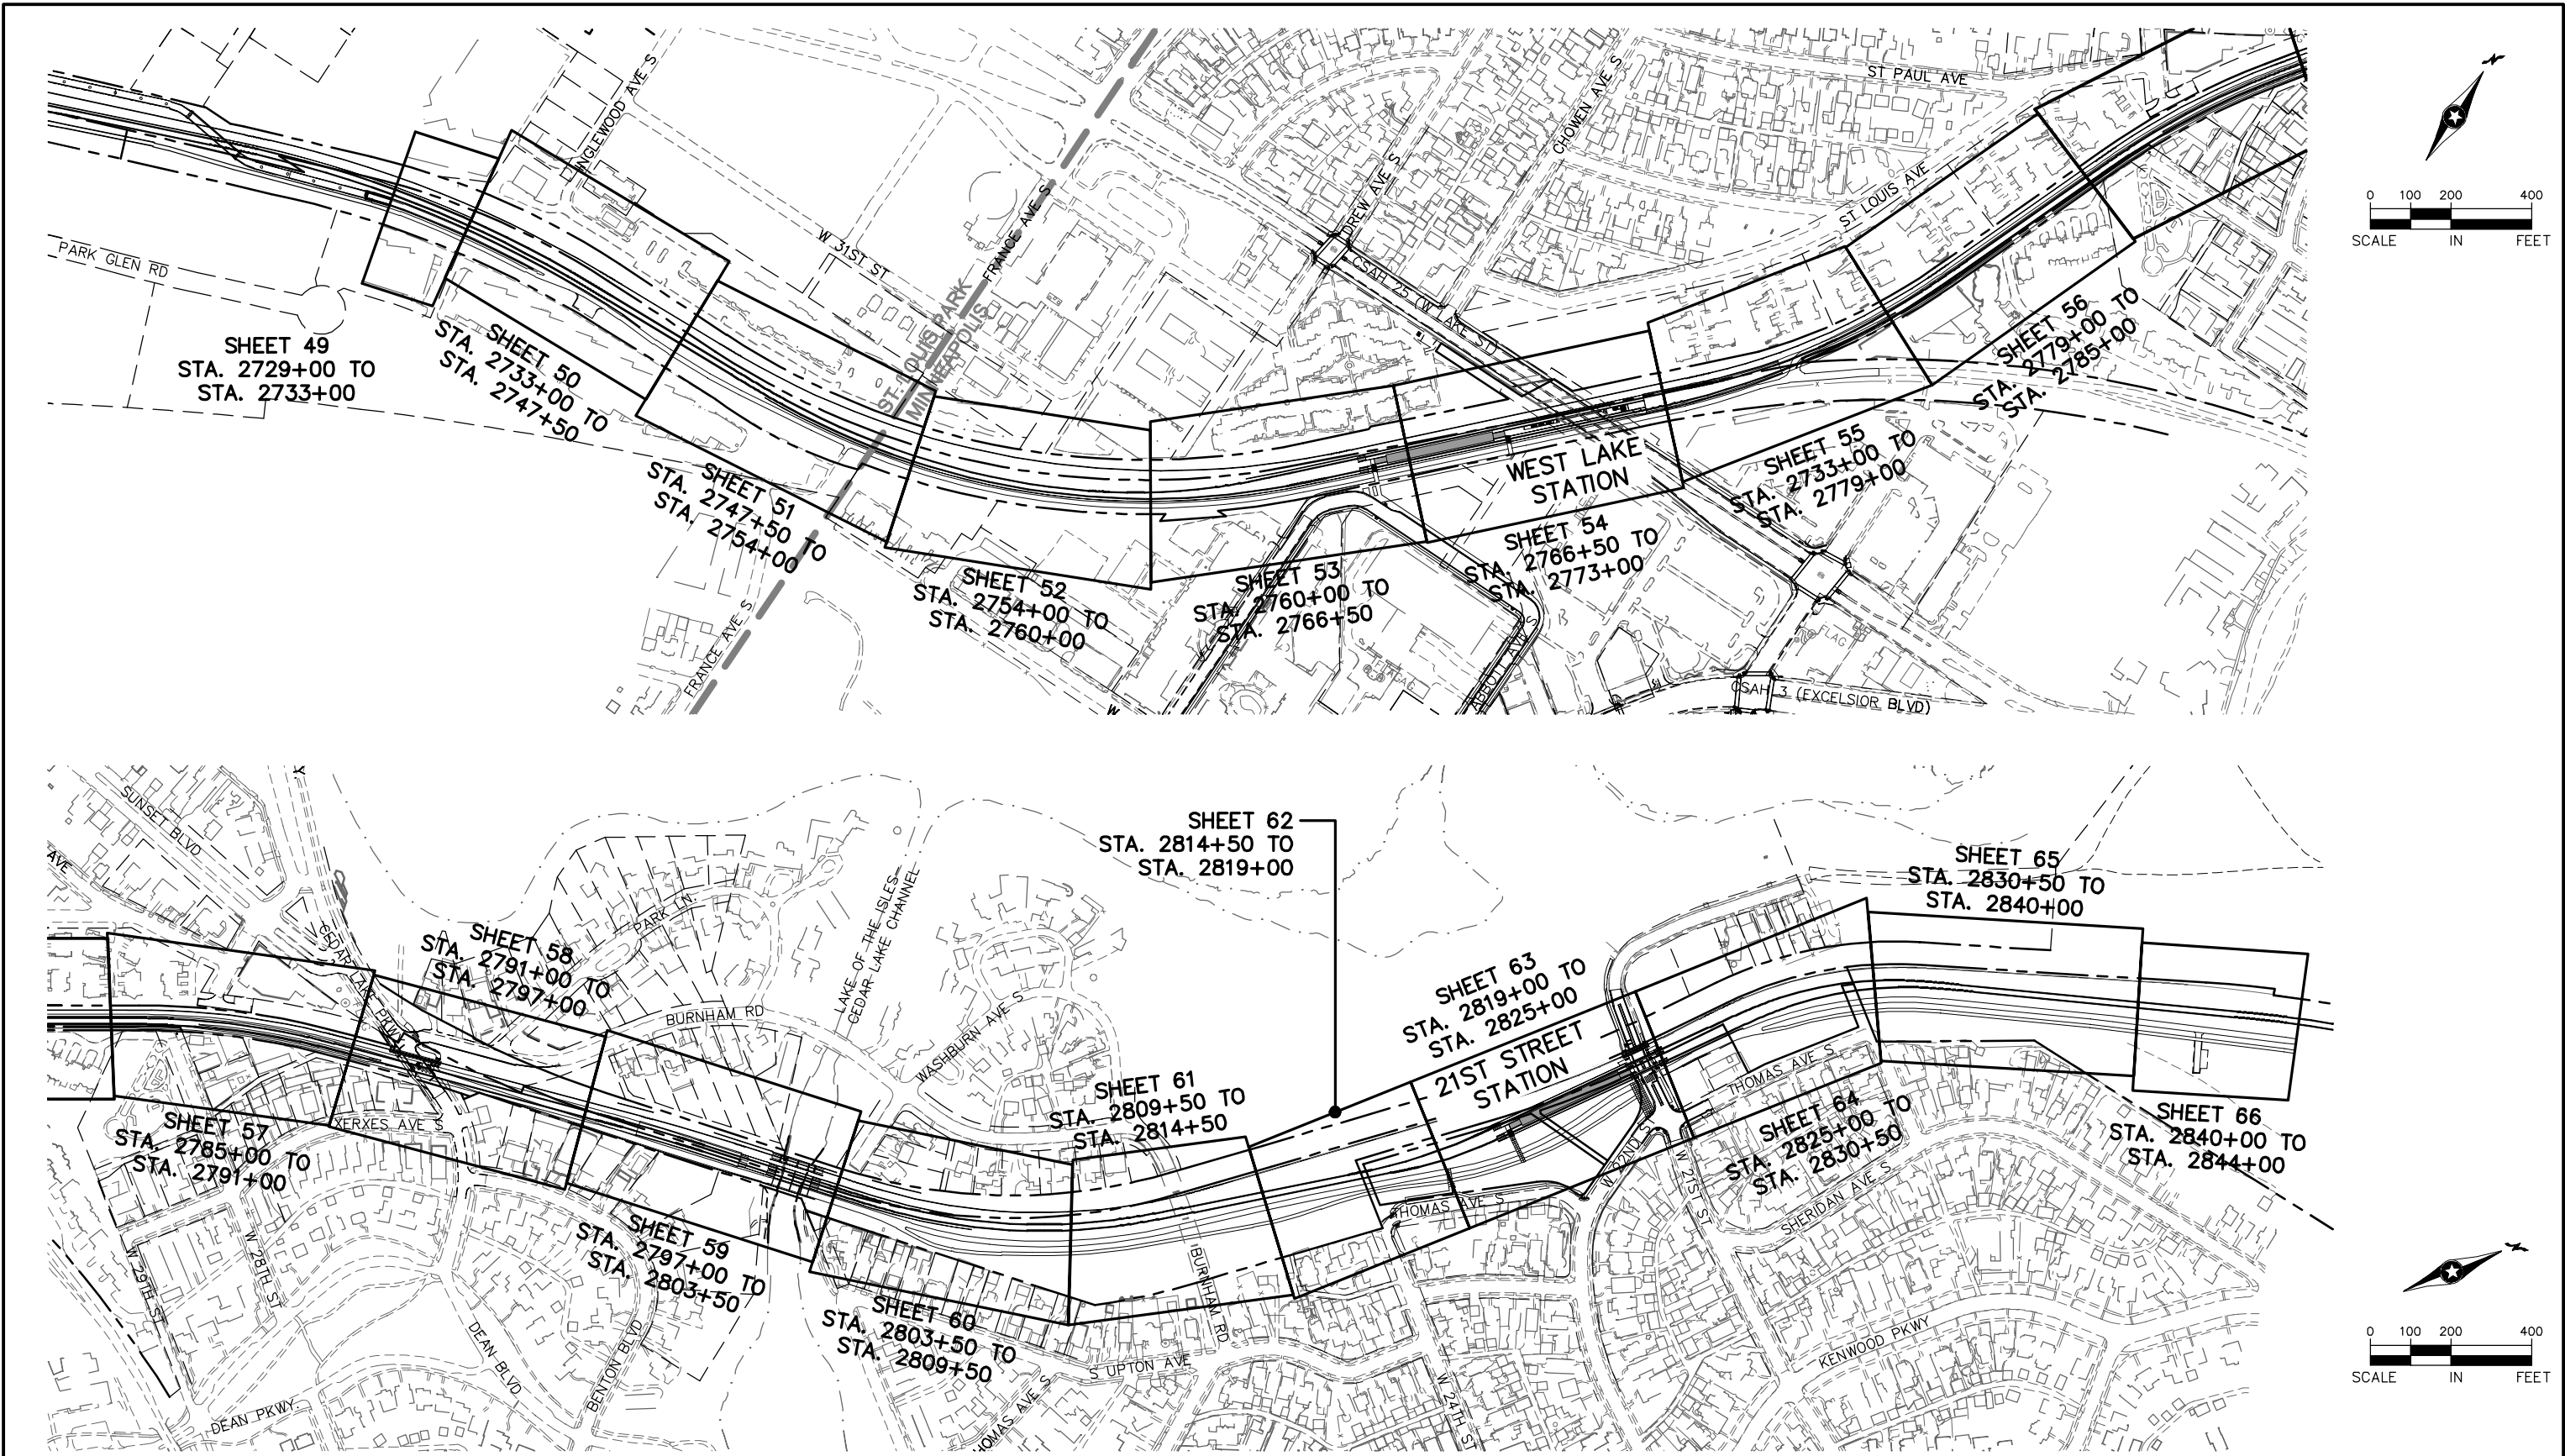 INGLEWOOD AVE S
ST PAUL AVE
CHOWEN AVE S
DREW AVE S
ST LOUIS AVE
FRANCE AVE S
W 31ST ST
CSAH 25 (W LAKE ST)
PARK GLEN RD
ST. LOUIS PARK
MINNEAPOLIS
SHEET 49
STA. 2729+00 TO
STA. 2733+00
SHEET 50
STA. 2733+00 TO
STA. 2747+50
SHEET 51
STA. 2747+50 TO
STA. 2754+00
SHEET 52
STA. 2754+00 TO
STA. 2760+00
SHEET 53
STA. 2760+00 TO
STA. 2766+50
WEST LAKE
STATION
SHEET 54
STA. 2766+50 TO
STA. 2773+00
SHEET 55
STA. 2733+00 TO
STA. 2779+00
SHEET 56
STA. 2779+00 TO
STA. 2785+00
FRANCE AVE S
ABBOTT AVE S
FLAG
CSAH 3 (EXCELSIOR BLVD)
W
N
0 100 200 400
SCALE IN FEET
SUNSET BLVD
AVE
CEDAR LAKE PKWY
PARK LN.
BURNHAM RD
LAKE OF THE ISLES-
CEDAR LAKE CHANNEL
WASHBURN AVE S
XERXES AVE S
SHEET 57
STA. 2785+00 TO
STA. 2791+00
SHEET 58
STA. 2791+00 TO
STA. 2797+00
SHEET 59
STA. 2797+00 TO
STA. 2803+50
SHEET 60
STA. 2803+50 TO
STA. 2809+50
SHEET 61
STA. 2809+50 TO
STA. 2814+50
SHEET 62
STA. 2814+50 TO
STA. 2819+00
SHEET 63
STA. 2819+00 TO
STA. 2825+00
21ST STREET
STATION
SHEET 64
STA. 2825+00 TO
STA. 2830+50
SHEET 65
STA. 2830+50 TO
STA. 2840+00
SHEET 66
STA. 2840+00 TO
STA. 2844+00
THOMAS AVE S
THOMAS AVE S
W 22ND S
W 21ST ST
SHERIDAN AVE S
KENWOOD PKWY
BURNHAM RD
S UPTON AVE
W 24TH ST
HOMAS AVE S
W 29TH ST
W 28TH ST
DEAN BLVD
BENTON BLVD
DEAN PKWY.
N
0 100 200 400
SCALE IN FEET